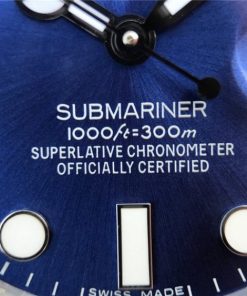 SUBMARINER
1000ft=300m
SUPERLATIVE CHRONOMETER
OFFICIALLY CERTIFIED
SWISS MADE